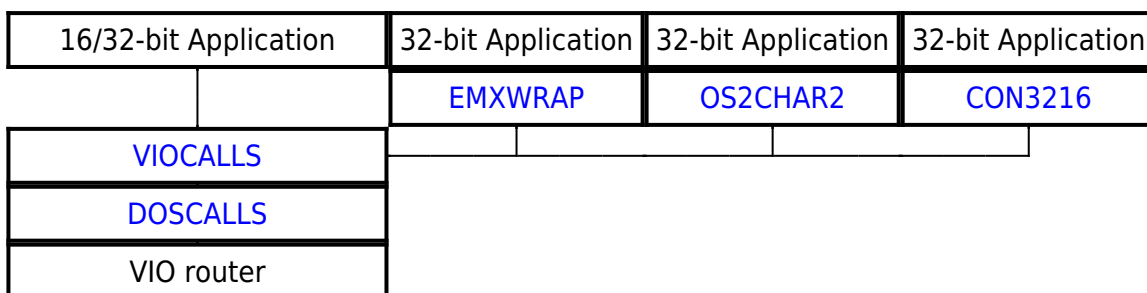 16/32-bit Application 32-bit Application 32-bit Application 32-bit Application
EMXWRAP OS2CHAR2 CON3216
VIOCALLS
DOSCALLS
VIO router